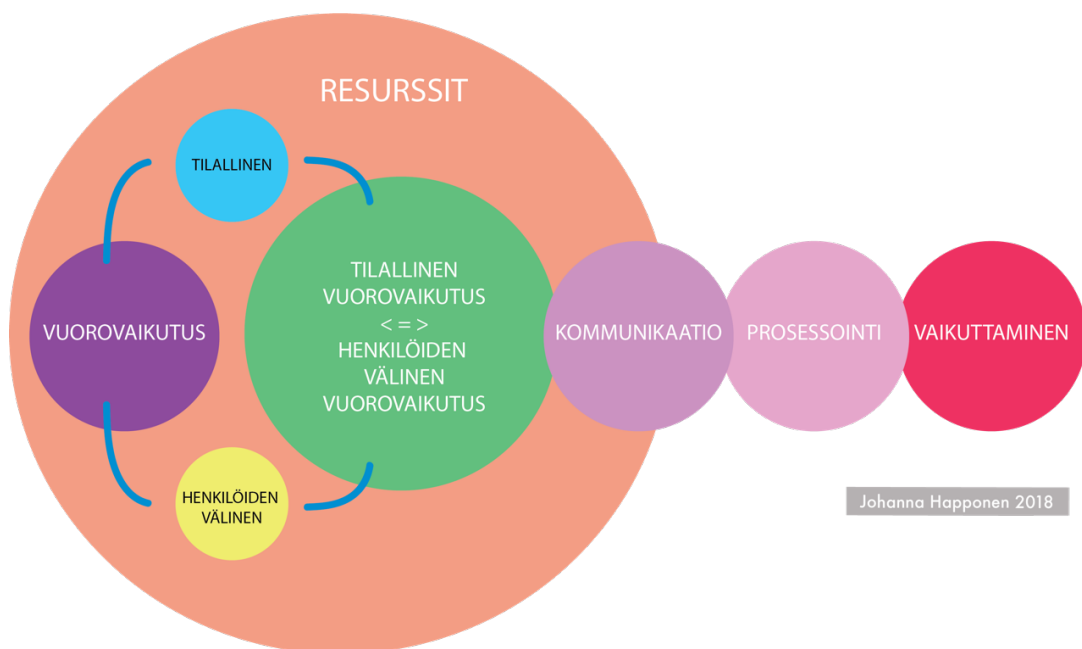 RESURSSIT
TILALLINEN
VUOROVAIKUTUS
TILALLINEN
VUOROVAIKUTUS
< = >
HENKILÖIDEN
VÄLINEN
VUOROVAIKUTUS
HENKILÖIDEN
VÄLINEN
KOMMUNIKAATIO
PROSESSOINTI
VAIKUTTAMINEN
Johanna Happonen 2018